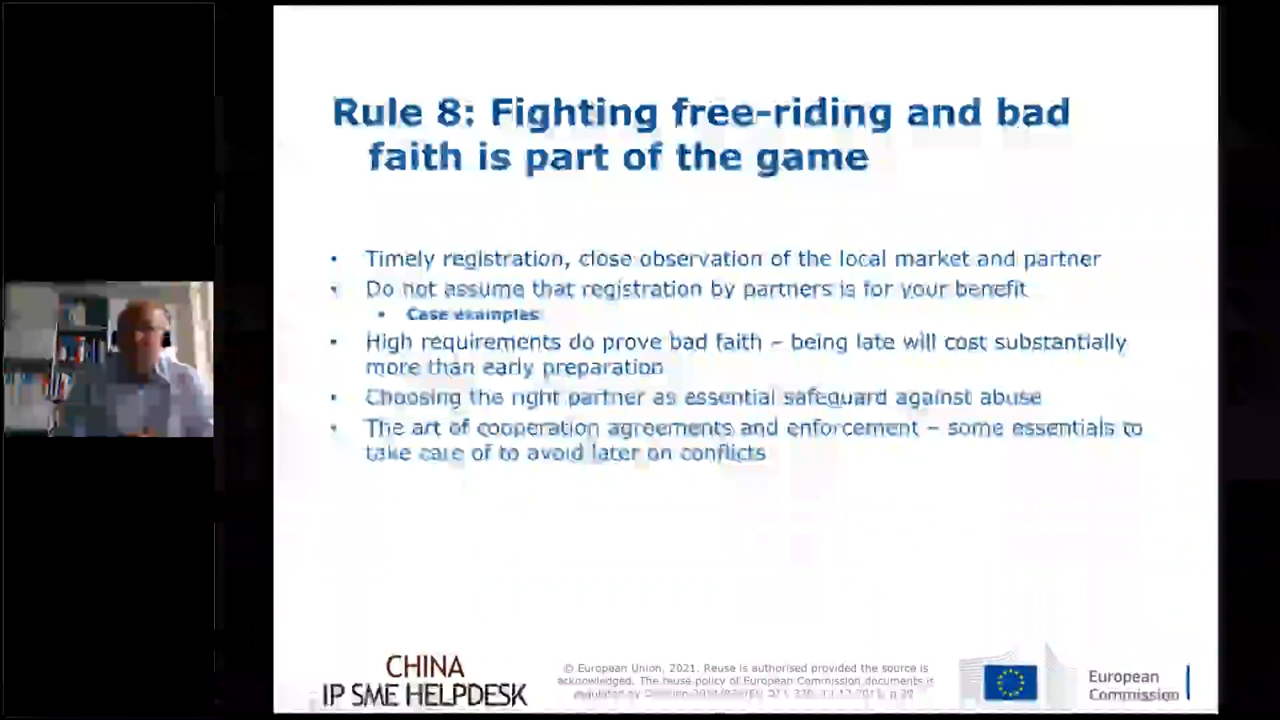 Rule 8: Fighting free-riding and bad
faith is part of the game
• Timely registration, close observation of the local market and partner
• Do not assume that registration by partners is for your benefit
• Case examples
• High requirements do prove bad faith – being late will cost substantially
more than early preparation
• Choosing the right partner as essential safeguard against abuse
• The art of cooperation agreements and enforcement – some essentials to
take care of to avoid later on conflicts
CHINA
IP SME HELPDESK
© European Union, 2021. Reuse is authorised provided the source is
acknowledged. The reuse policy of European Commission documents is
regulated by Decision
European
Commission